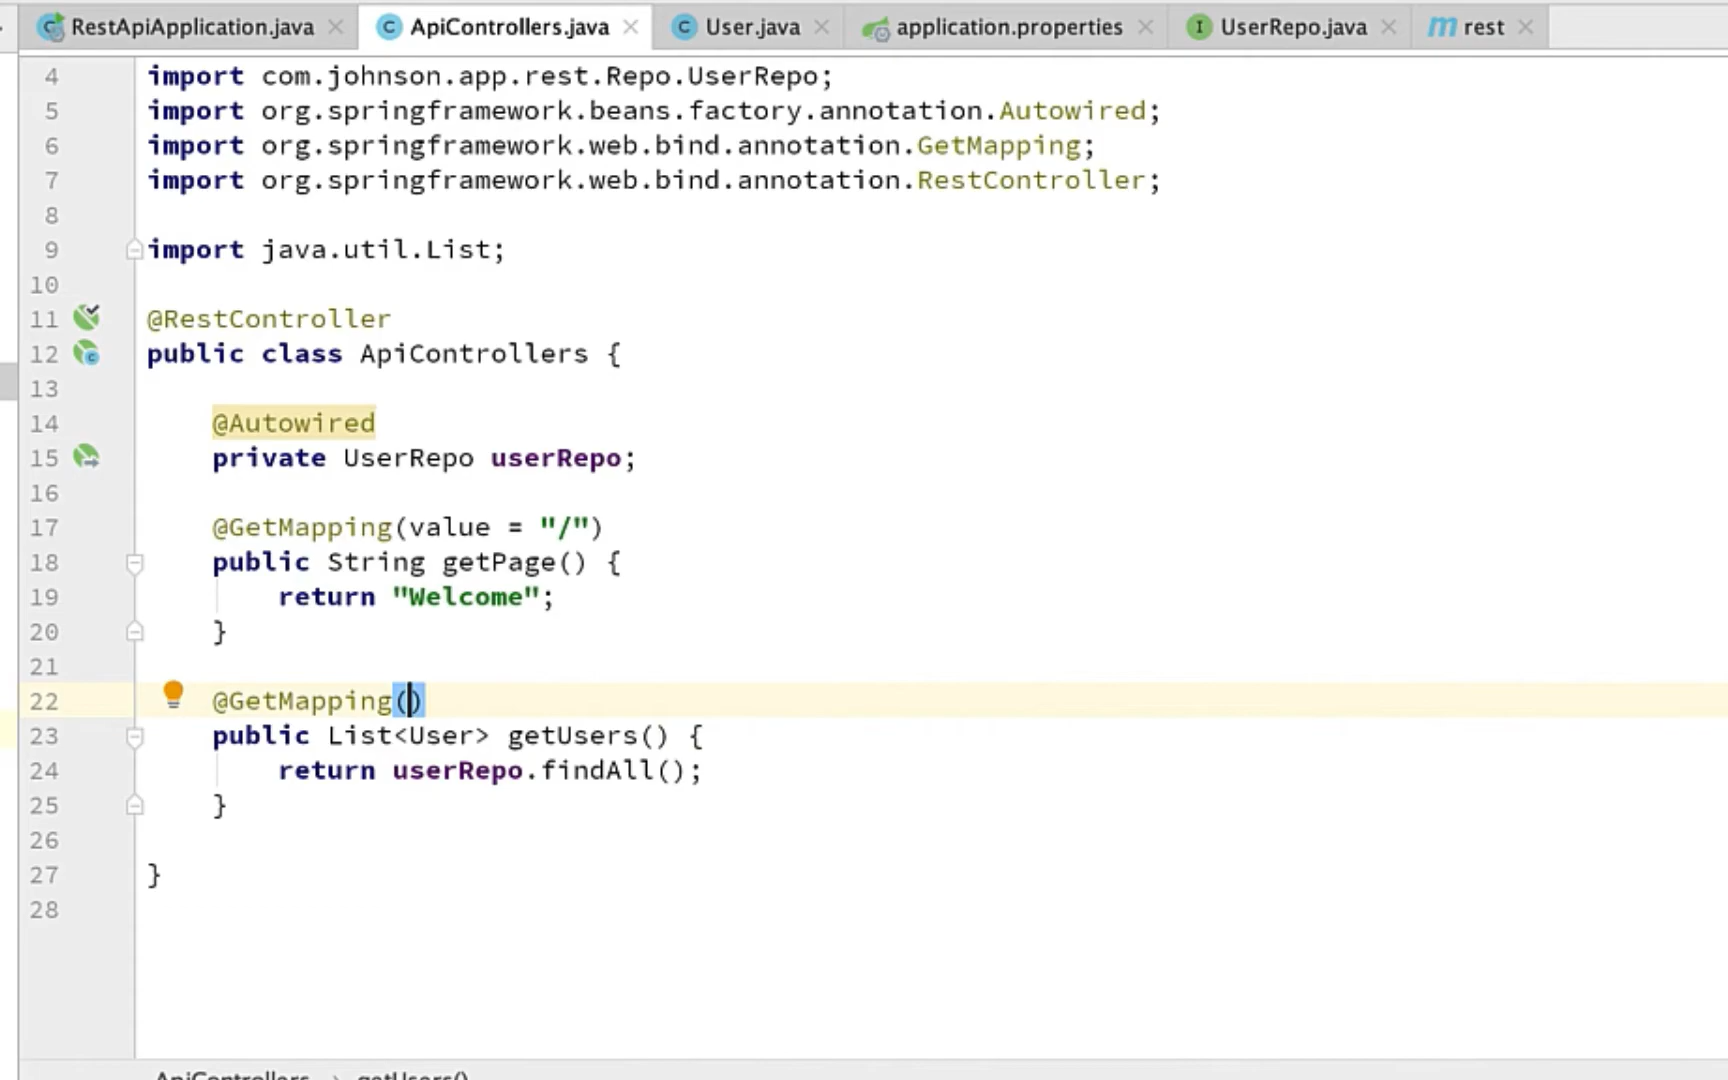 RestApiApplication.java ApiControllers.java User.java application.properties UserRepo.java rest
4 import com.johnson.app.rest.Repo.UserRepo;
5 import org.springframework.beans.factory.annotation.Autowired;
6 import org.springframework.web.bind.annotation.GetMapping;
7 import org.springframework.web.bind.annotation.RestController;
8
9 import java.util.List;
10
11 @RestController
12 public class ApiControllers {
13
14 @Autowired
15 private UserRepo userRepo;
16
17 @GetMapping(value = "/")
18 public String getPage() {
19 return "Welcome";
20 }
21
22 @GetMapping()
23 public List<User> getUsers() {
24 return userRepo.findAll();
25 }
26
27 }
28
ApiControllers > getUsers()